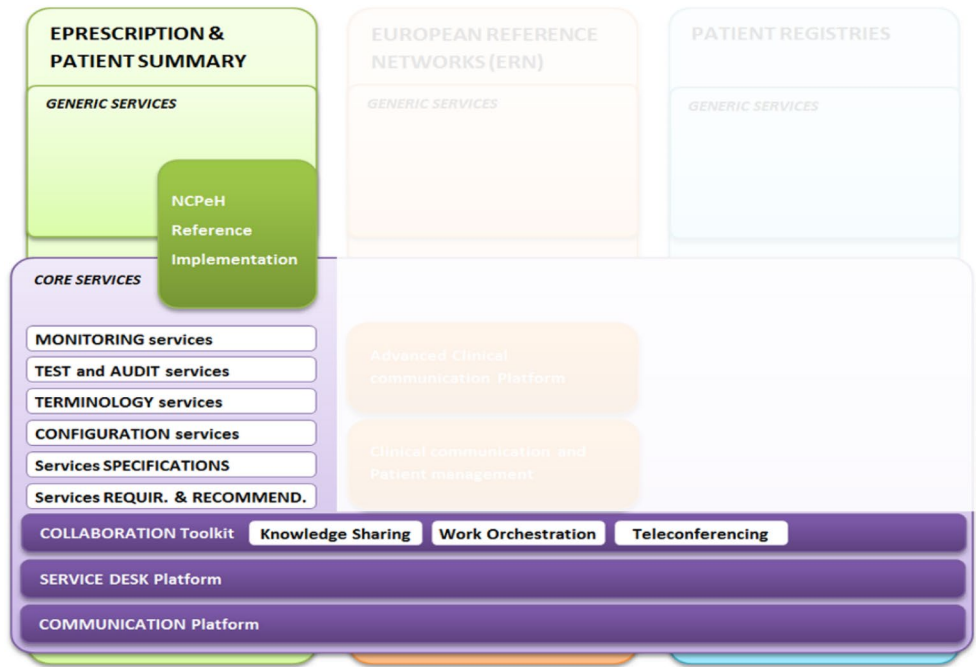 EPRESCRIPTION &
PATIENT SUMMARY
GENERIC SERVICES
NCPeH
Reference
Implementation
EUROPEAN REFERENCE
NETWORKS (ERN)
GENERIC SERVICES
PATIENT REGISTRIES
GENERIC SERVICES
CORE SERVICES
MONITORING services
TEST and AUDIT services
TERMINOLOGY services
CONFIGURATION services
Services SPECIFICATIONS
Services REQUIR. & RECOMMEND.
Advanced Clinical
communication Platform
Clinical communication and
Patient management
COLLABORATION Toolkit Knowledge Sharing Work Orchestration Teleconferencing
SERVICE DESK Platform
COMMUNICATION Platform